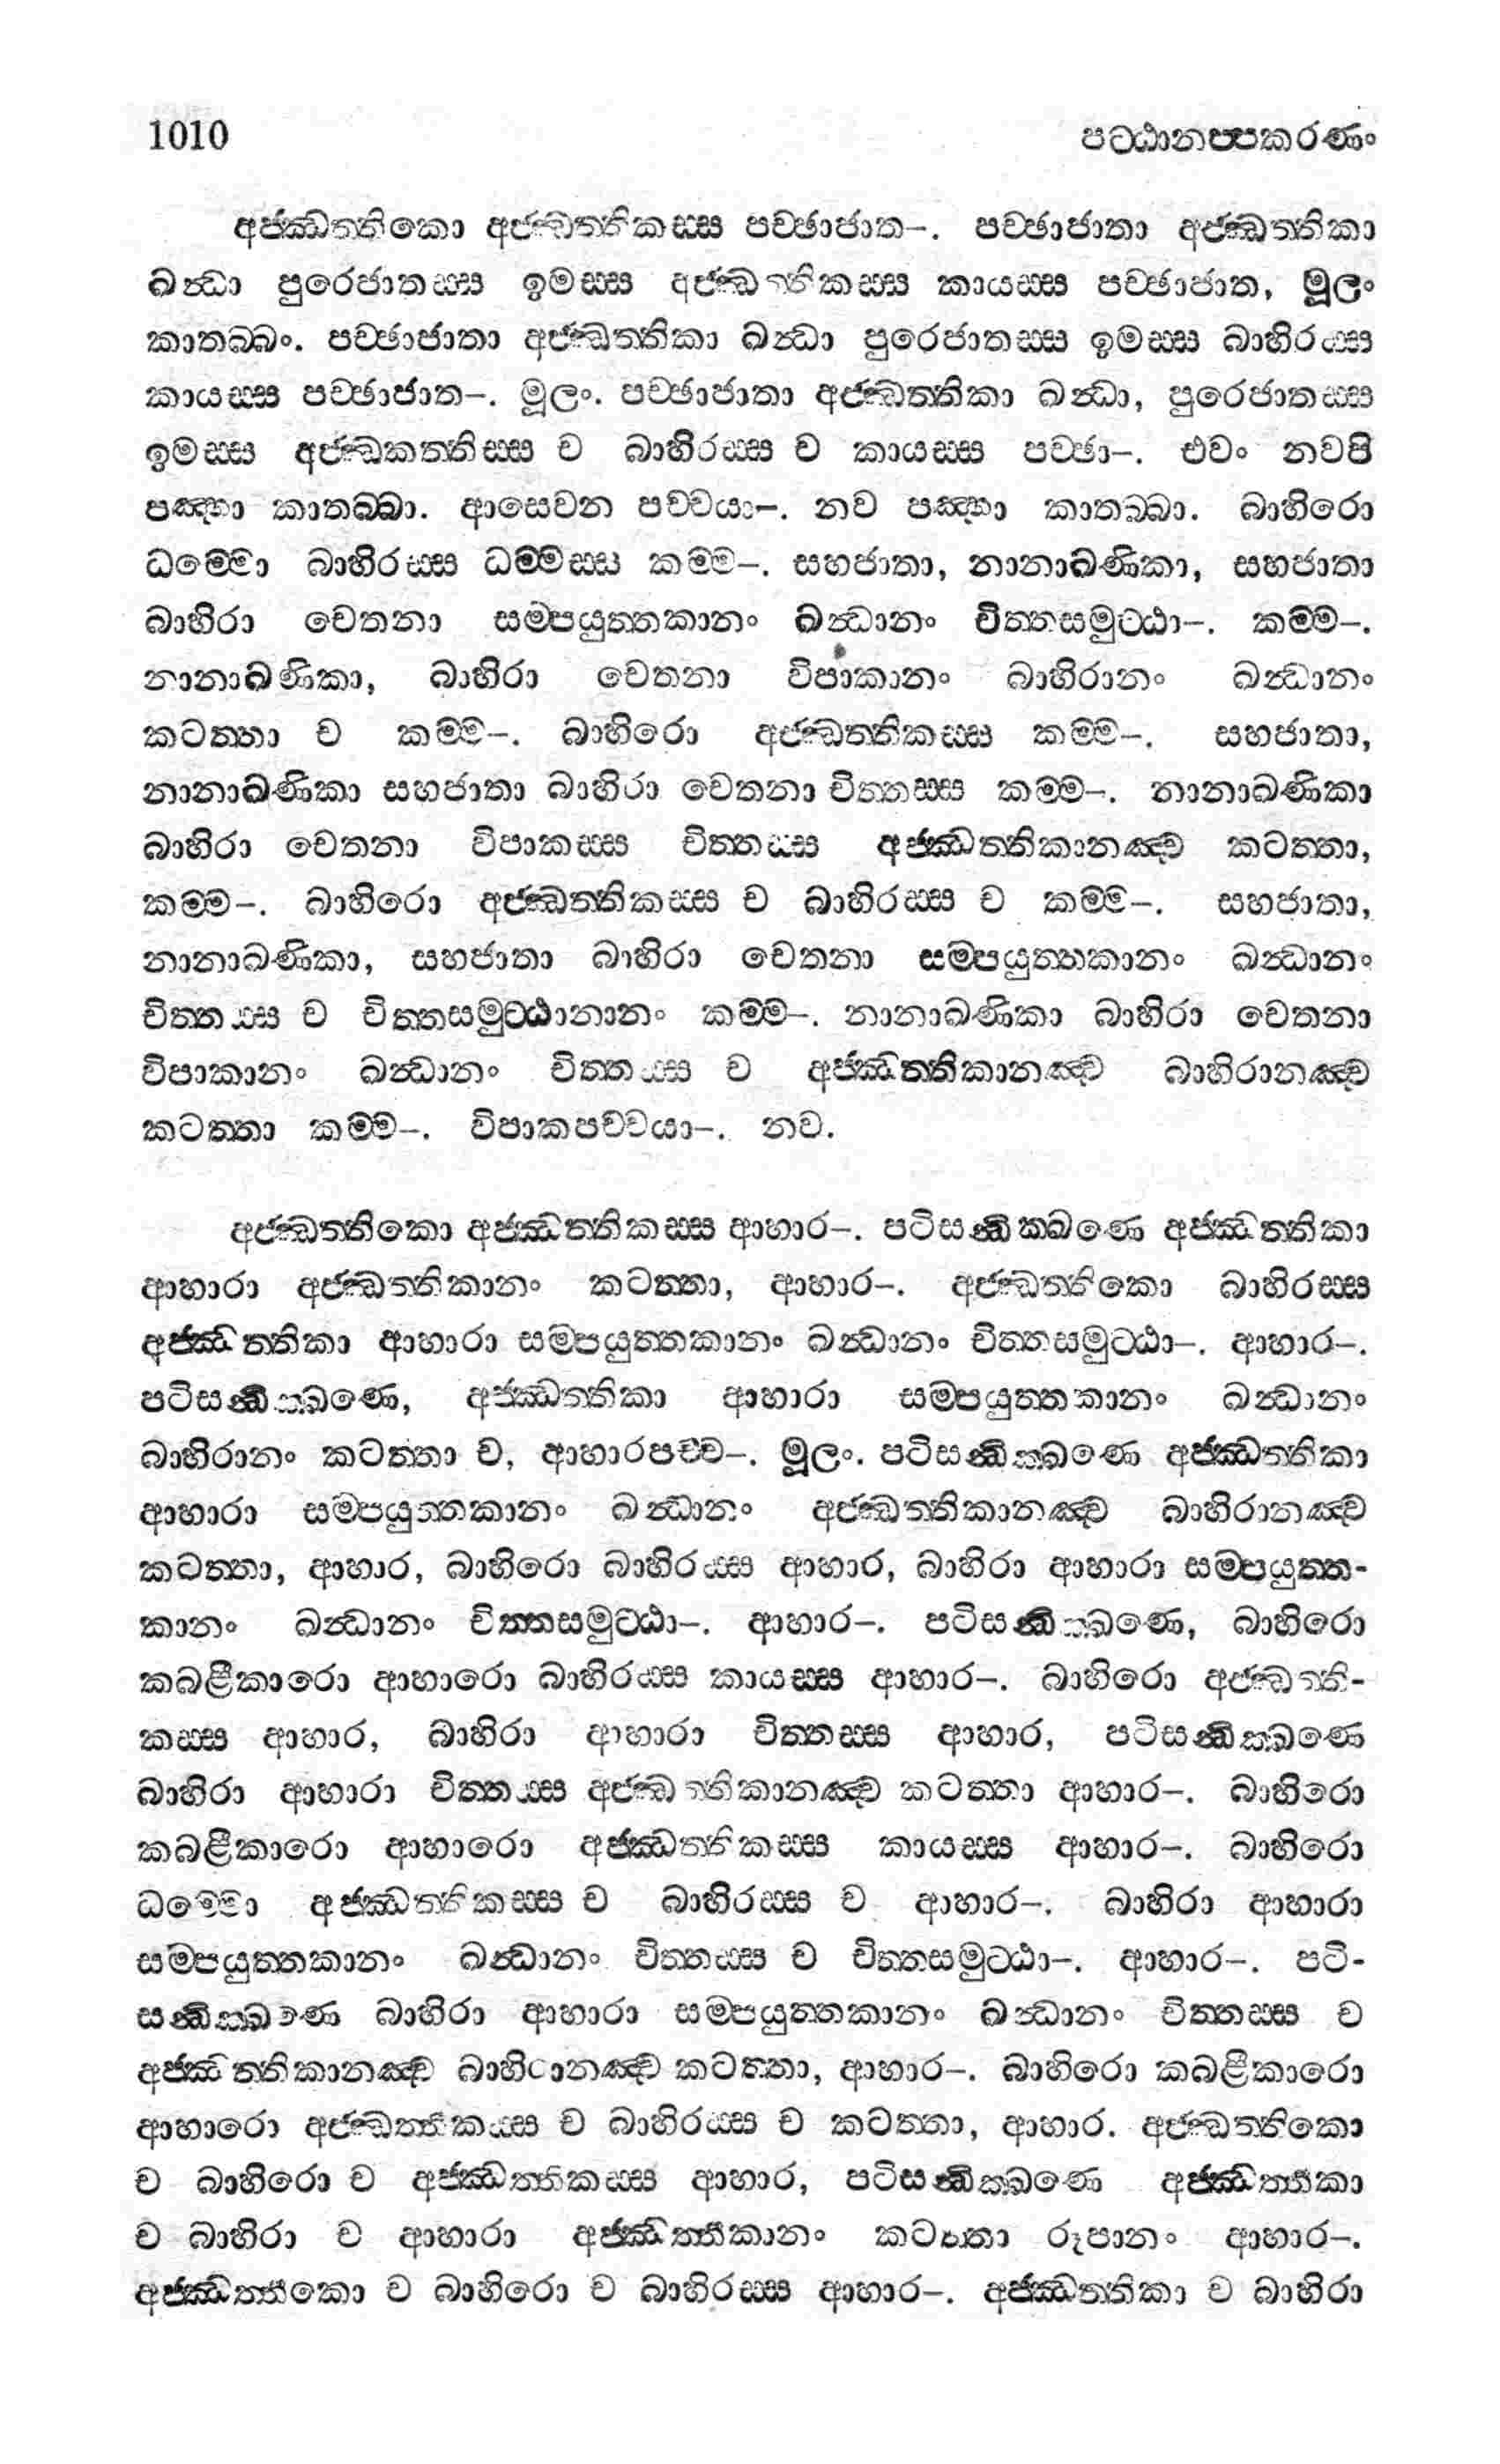 1010 පට්ඨානප්පකරණං
අජ්ඣත්තිකො අජ්ඣත්තිකස්ස පච්ඡාජාත–. පච්ඡාජාතා අජ්ඣත්තිකා
ඛන්ධා පුරෙජාතස්ස ඉමස්ස අජ්ඣත්තිකස්ස කායස්ස පච්ඡාජාත, මූලං
කාතබ්බං. පච්ඡාජාතා අජ්ඣත්තිකා ඛන්ධා පුරෙජාතස්ස ඉමස්ස බාහිරස්ස
කායස්ස පච්ඡාජාත–. මූලං. පච්ඡාජාතා අජ්ඣත්තිකා ඛන්ධා, පුරෙජාතස්ස
ඉමස්ස අජ්ඣකත්තිස්ස ච බාහිරස්ස ච කායස්ස පච්ඡා–. එවං නවපි
පඤ්හා කාතබ්බා. ආසෙවන පච්චයා–. නව පඤ්හා කාතබ්බා. බාහිරො
ධම්මො බාහිරස්ස ධම්මස්ස කම්ම–. සහජාතා, නානාඛණිකා, සහජාතා
බාහිරා චෙතනා සම්පයුත්තකානං ඛන්ධානං චිත්තසමුට්ඨා–. කම්ම–.
නානාඛණිකා, බාහිරා චෙතනා විපාකානං බාහිරානං ඛන්ධානං
කටත්තා ච කම්ම–. බාහිරො අජ්ඣත්තිකස්ස කම්ම–. සහජාතා,
නානාඛණිකා සහජාතා බාහිරා චෙතනා චිත්තස්ස කම්ම–. නානාඛණිකා
බාහිරා චෙතනා විපාකස්ස චිත්තස්ස අජ්ඣත්තිකානඤ්ච කටත්තා,
කම්ම–. බාහිරො අජ්ඣත්තිකස්ස ච බාහිරස්ස ච කම්ම–. සහජාතා,
නානාඛණිකා, සහජාතා බාහිරා චෙතනා සම්පයුත්තකානං ඛන්ධානං
චිත්තස්ස ච චිත්තසමුට්ඨානානං කම්ම–. නානාඛණිකා බාහිරා චෙතනා
විපාකානං ඛන්ධානං චිත්තස්ස ච අජ්ඣත්තිකානඤ්ච බාහිරානඤ්ච
කටත්තා කම්ම–. විපාකපච්චයා–. නව.
අජ්ඣත්තිකො අජ්ඣත්තිකස්ස ආහාර–. පටිසන්ධික්ඛණෙ අජ්ඣත්තිකා
ආහාරා අජ්ඣත්තිකානං කටත්තා, ආහාර–. අජ්ඣත්තිකො බාහිරස්ස
අජ්ඣත්තිකා ආහාරා සම්පයුත්තකානං ඛන්ධානං චිත්තසමුට්ඨා–. ආහාර–.
පටිසන්ධික්ඛණෙ, අජ්ඣත්තිකා ආහාරා සම්පයුත්තකානං ඛන්ධානං
බාහිරානං කටත්තා ච, ආහාරපච්ච–. මූලං. පටිසන්ධික්ඛණෙ අජ්ඣත්තිකා
ආහාරා සම්පයුත්තකානං ඛන්ධානං අජ්ඣත්තිකානඤ්ච බාහිරානඤ්ච
කටත්තා, ආහාර, බාහිරො බාහිරස්ස ආහාර, බාහිරා ආහාරා සම්පයුත්ත-
කානං ඛන්ධානං චිත්තසමුට්ඨා–. ආහාර–. පටිසන්ධික්ඛණෙ, බාහිරො
කබළීකාරො ආහාරො බාහිරස්ස කායස්ස ආහාර–. බාහිරො අජ්ඣත්ති-
කස්ස ආහාර, බාහිරා ආහාරා චිත්තස්ස ආහාර, පටිසන්ධික්ඛණෙ
බාහිරා ආහාරා චිත්තස්ස අජ්ඣත්තිකානඤ්ච කටත්තා ආහාර–. බාහිරො
කබළීකාරො ආහාරො අජ්ඣත්තිකස්ස කායස්ස ආහාර–. බාහිරො
ධම්මො අජ්ඣත්තිකස්ස ච බාහිරස්ස ච ආහාර–. බාහිරා ආහාරා
සම්පයුත්තකානං ඛන්ධානං චිත්තස්ස ච චිත්තසමුට්ඨා–. ආහාර–. පටි-
සන්ධික්ඛණෙ බාහිරා ආහාරා සම්පයුත්තකානං ඛන්ධානං චිත්තස්ස ච
අජ්ඣත්තිකානඤ්ච බාහිරානඤ්ච කටත්තා, ආහාර–. බාහිරො කබළීකාරො
ආහාරො අජ්ඣත්තිකස්ස ච බාහිරස්ස ච කටත්තා, ආහාර. අජ්ඣත්තිකො
ච බාහිරො ච අජ්ඣත්තිකස්ස ආහාර, පටිසන්ධික්ඛණෙ අජ්ඣත්තිකා
ච බාහිරා ච ආහාරා අජ්ඣත්තිකානං කටත්තා රූපානං ආහාර–.
අජ්ඣත්තිකො ච බාහිරො ච බාහිරස්ස ආහාර–. අජ්ඣත්තිකා ච බාහිරා